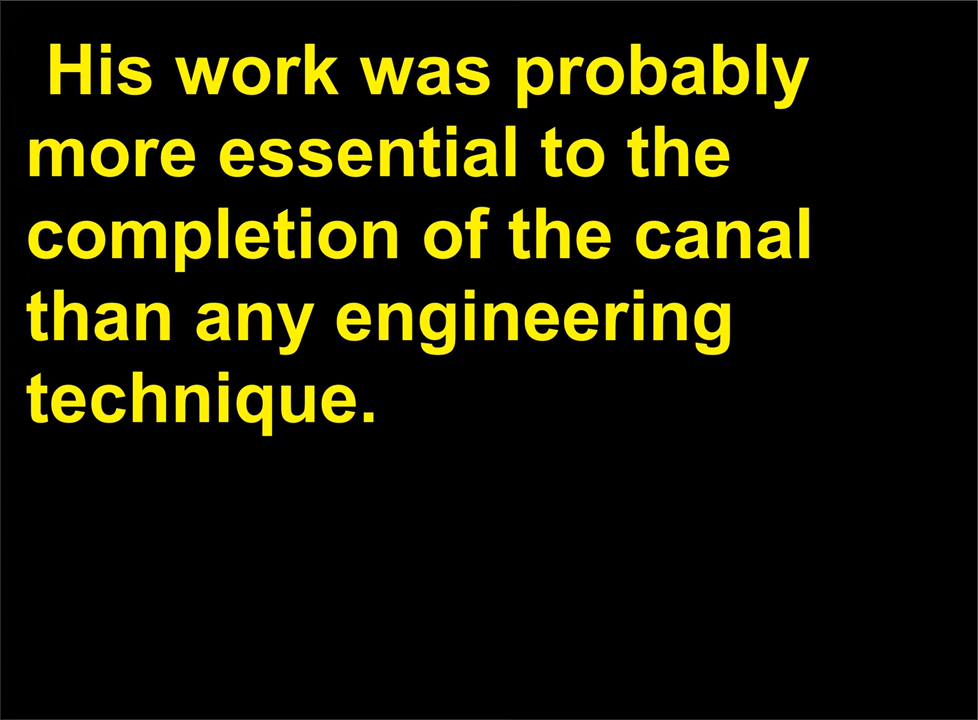 His work was probably
more essential to the
completion of the canal
than any engineering
technique.